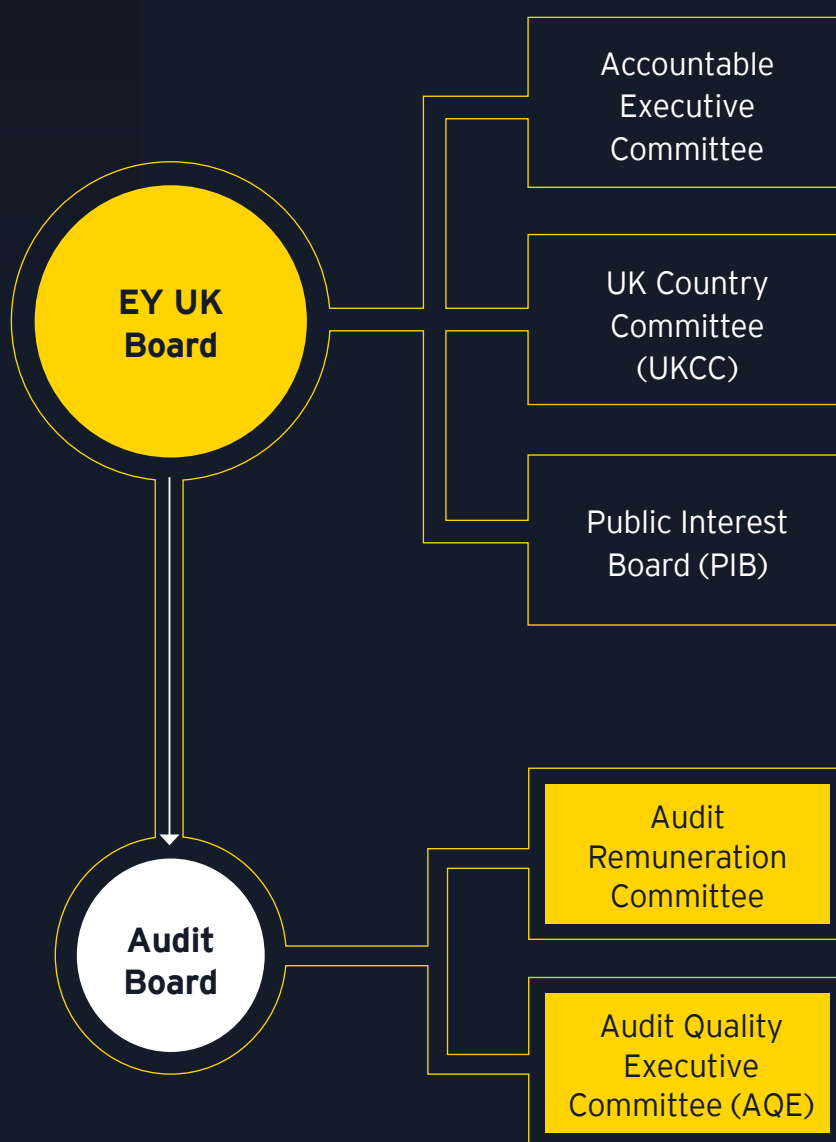 EY UK
Board
Accountable
Executive
Committee
UK Country
Committee
(UKCC)
Public Interest
Board (PIB)
Audit
Board
Audit
Remuneration
Committee
Audit Quality
Executive
Committee (AQE)